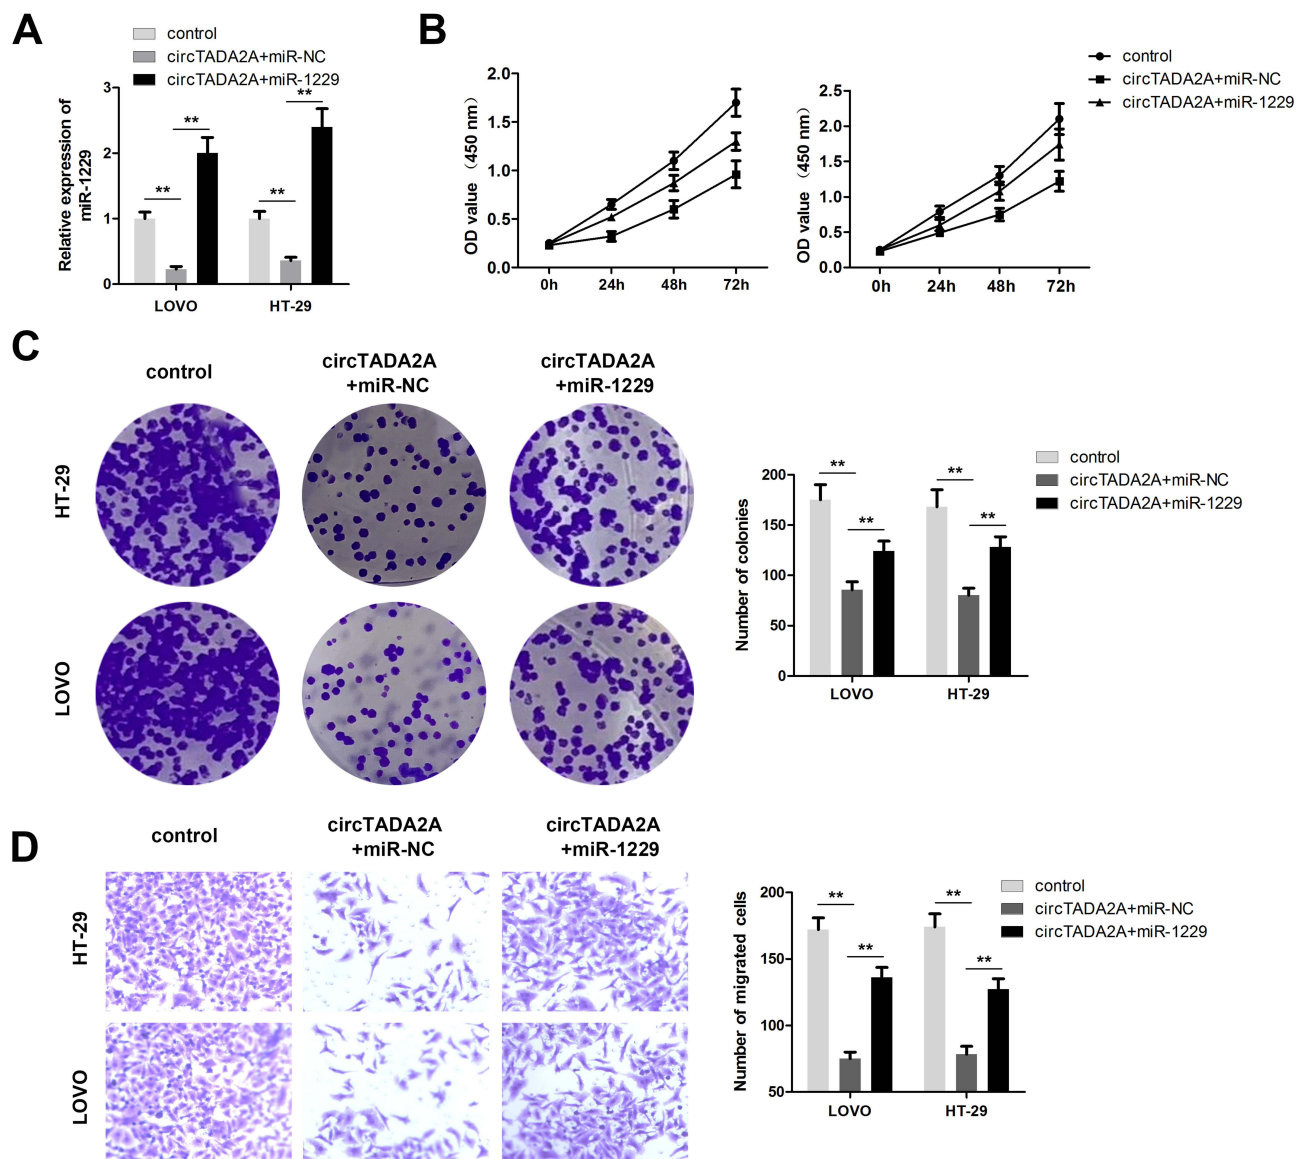 A
control
circTADA2A+miR-NC
circTADA2A+miR-1229
Relative expression of
miR-1229
3
2
1
0
**
**
**
**
LOVO
HT-29
B
OD value （450 nm）
2.0
1.5
1.0
0.5
0.0
0h
24h
48h
72h
OD value （450 nm）
2.5
2.0
1.5
1.0
0.5
0.0
0h
24h
48h
72h
control
circTADA2A+miR-NC
circTADA2A+miR-1229
C
control
circTADA2A
+miR-NC
circTADA2A
+miR-1229
HT-29
LOVO
Number of colonies
200
150
100
50
0
**
**
**
**
LOVO
HT-29
control
circTADA2A+miR-NC
circTADA2A+miR-1229
D
control
circTADA2A
+miR-NC
circTADA2A
+miR-1229
HT-29
LOVO
Number of migrated cells
200
150
100
50
**
**
**
**
LOVO
HT-29
control
circTADA2A+miR-NC
circTADA2A+miR-1229